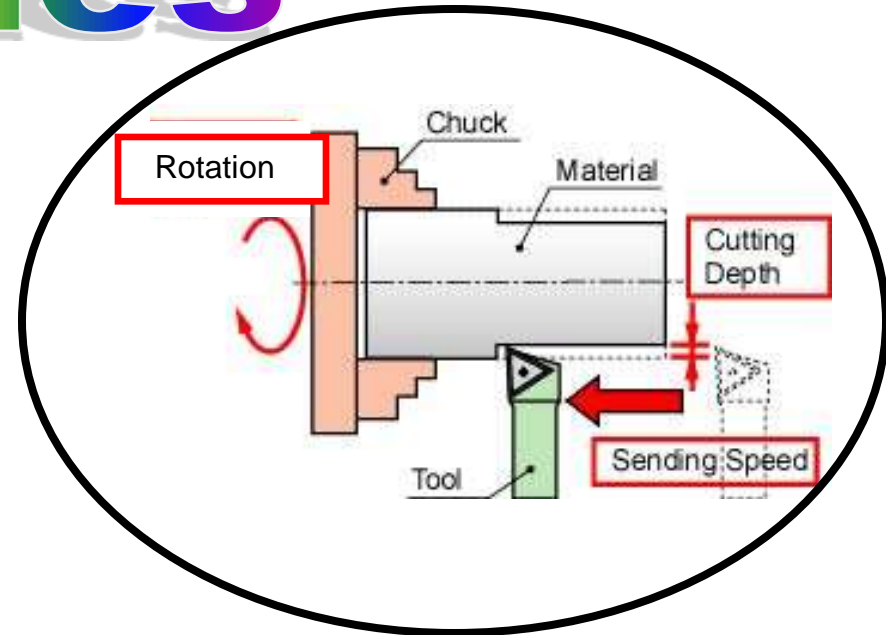 Chuck
Rotation
Material
Cutting
Depth
Sending Speed
Tool